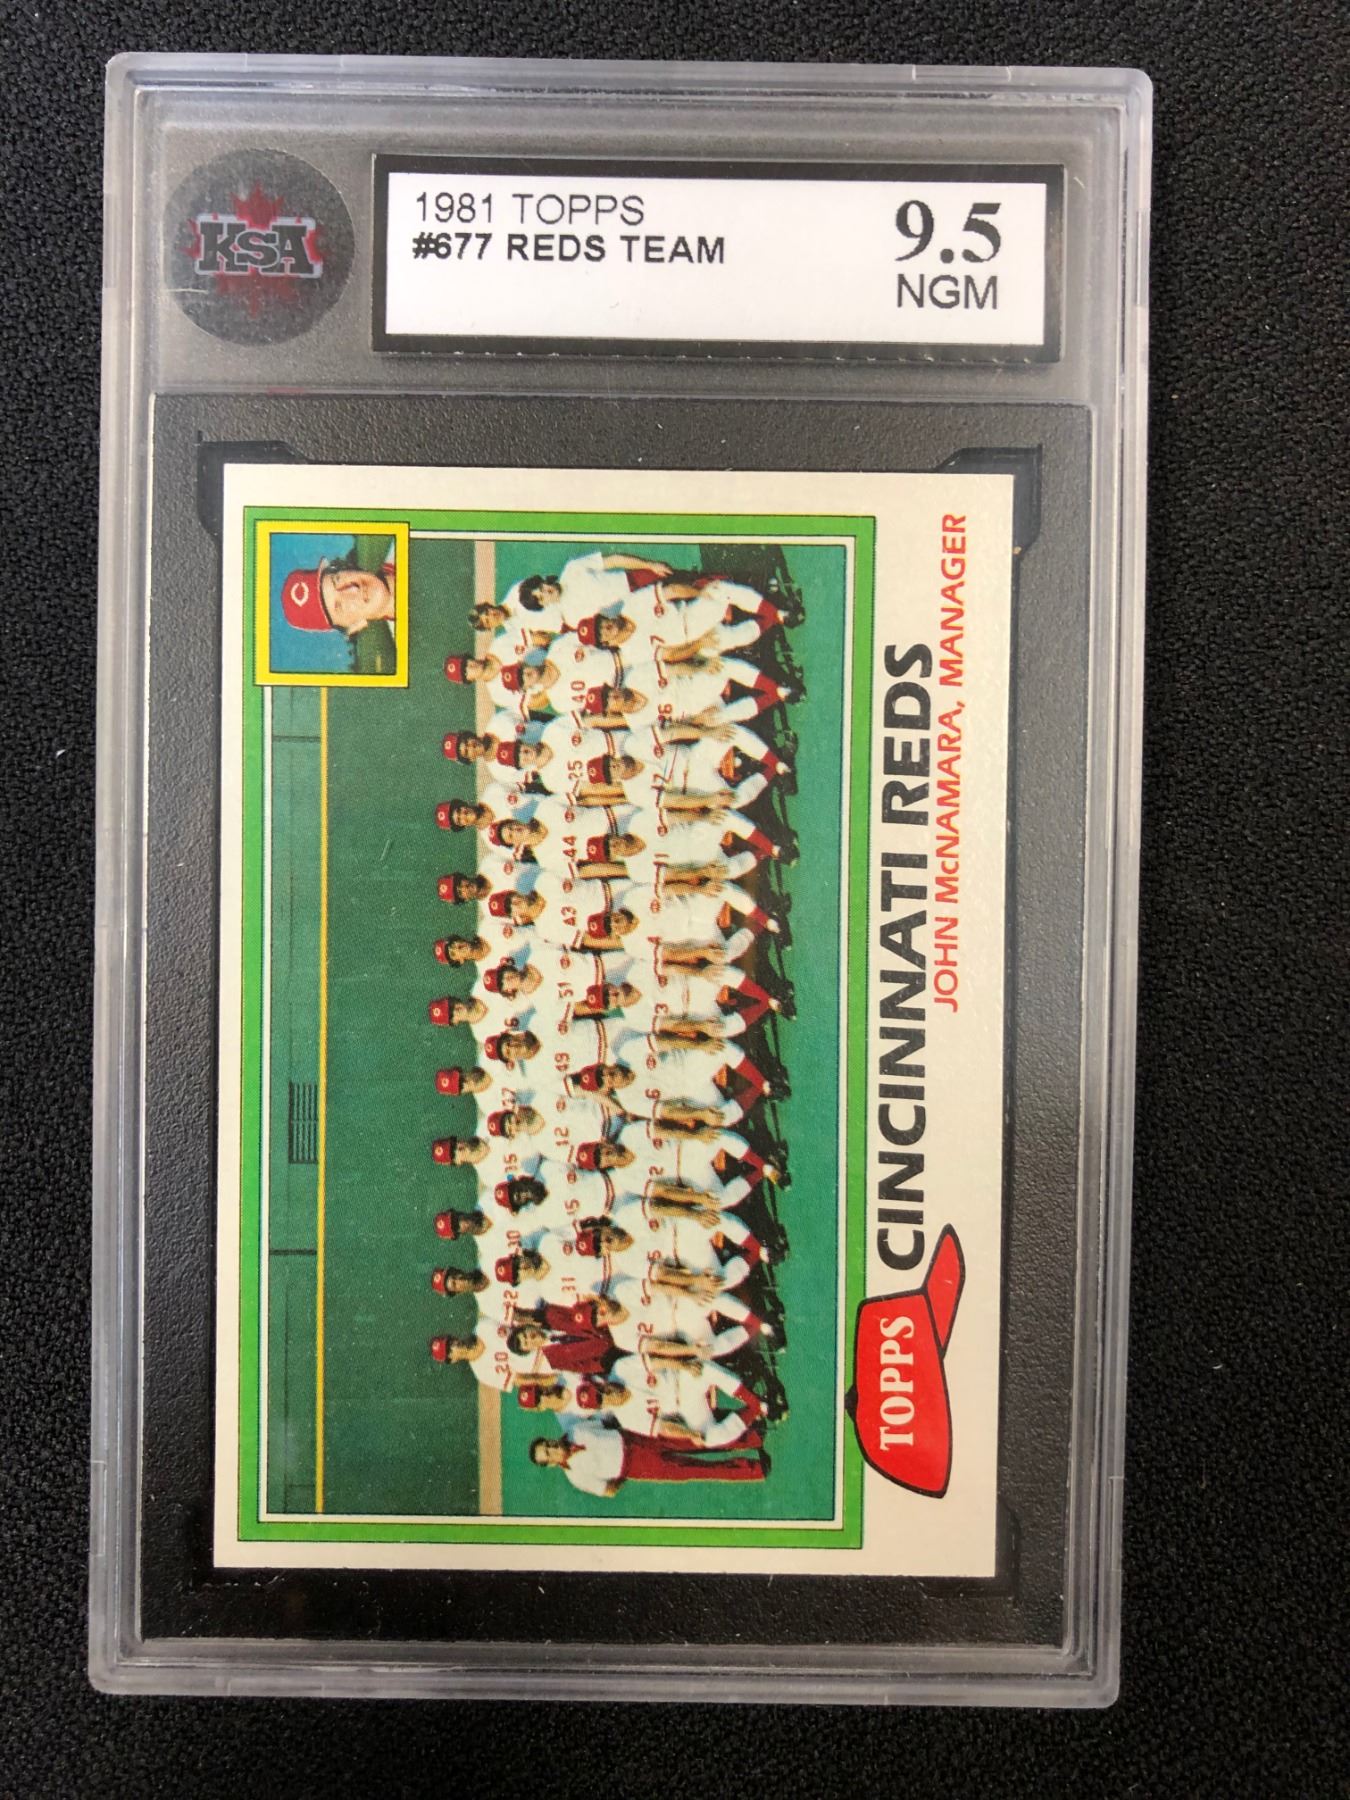 KSA
1981 TOPPS
#677 REDS TEAM
9.5
NGM
CINCINNATI REDS
JOHN McNAMARA, MANAGER
TOPPS